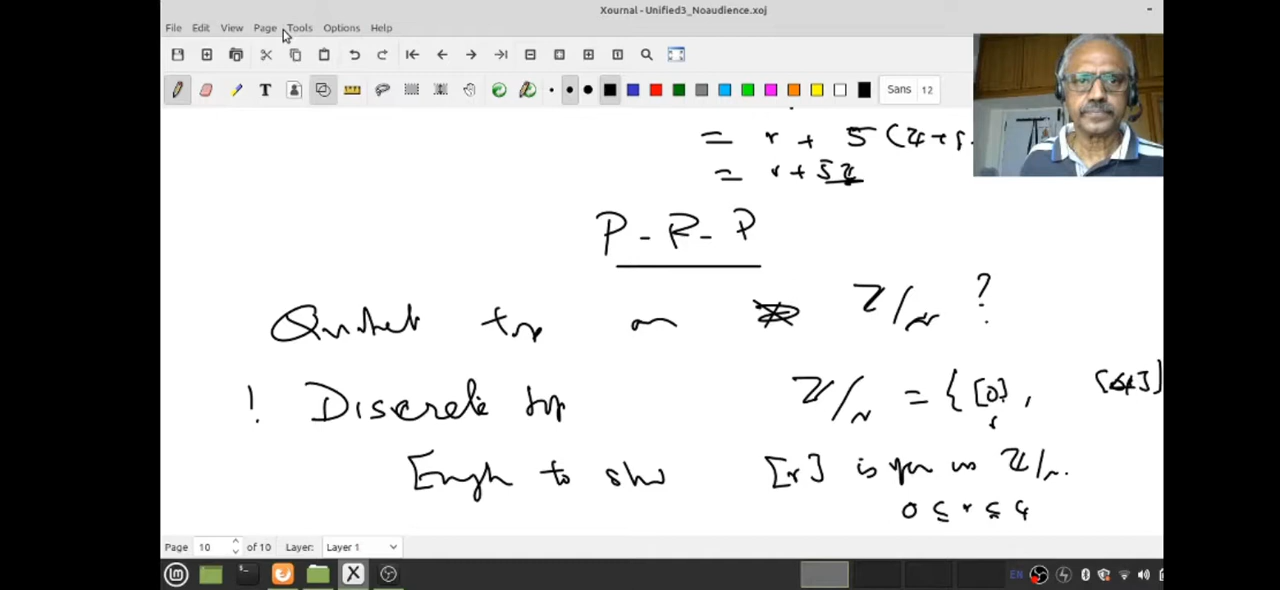 Xournal - Unified3_Noaudience.xoj
File Edit View Page Tools Options Help
Sans 12
= r + 5(
= r + 5ℤ
P - R - P
Quotient top on ℤ/~ ?
! Discrete top ℤ/~ = {[0], [4]}
Enough to show [r] is open in ℤ/~.
0 ≤ r ≤ 4
Page 10 of 10 Layer: Layer 1
EN